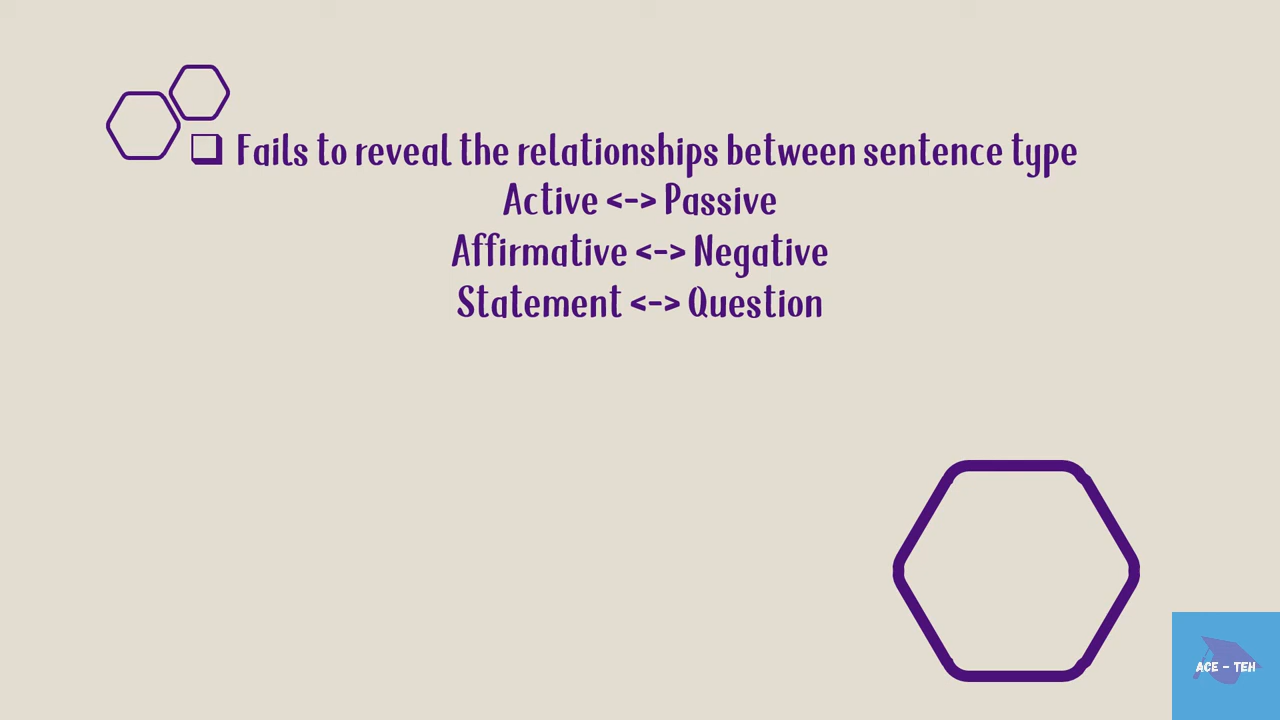 ❑ Fails to reveal the relationships between sentence type
Active <-> Passive
Affirmative <-> Negative
Statement <-> Question
ACE - TEH